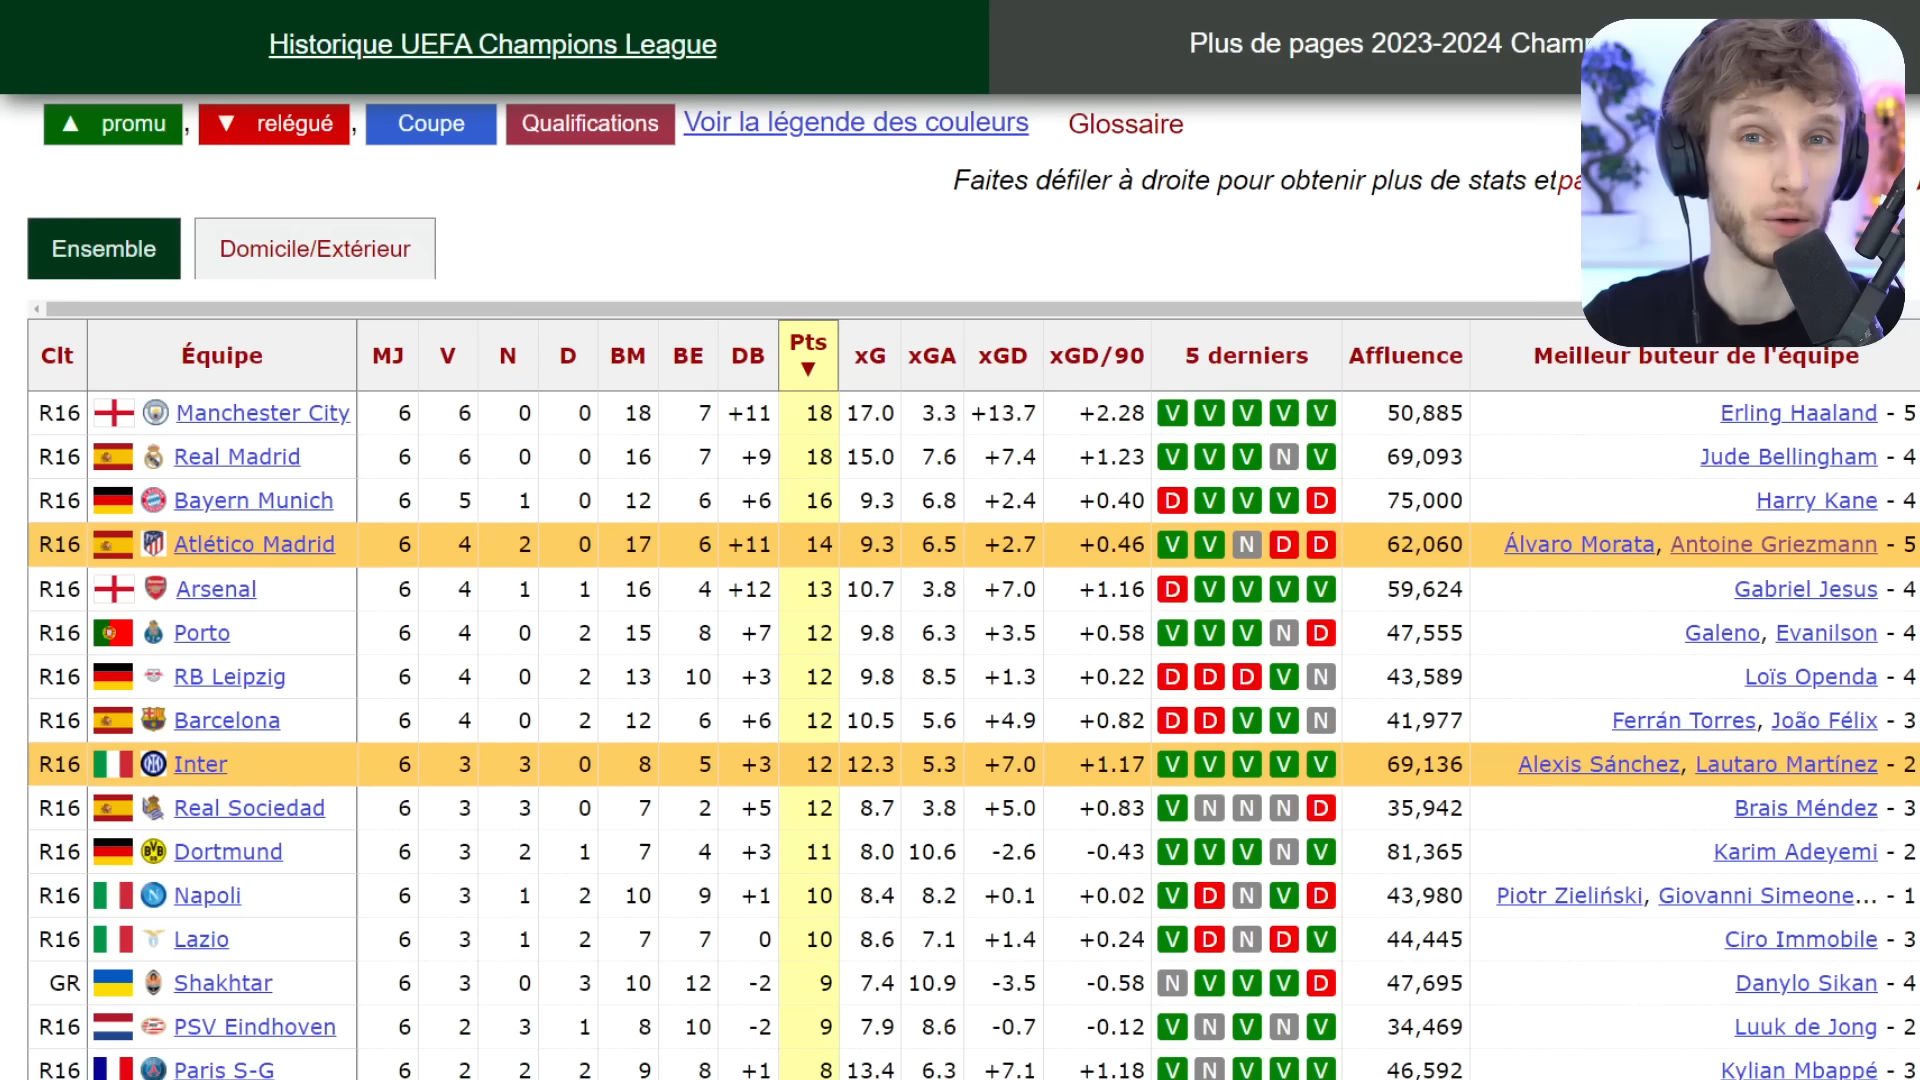 Historique UEFA Champions League
Plus de pages 2023-2024 Cham
▲ promu , ▼ relégué , Coupe Qualifications Voir la légende des couleurs Glossaire
Faites défiler à droite pour obtenir plus de stats et
Ensemble Domicile/Extérieur
Clt Équipe MJ V N D BM BE DB Pts ▼ xG xGA xGD xGD/90 5 derniers Affluence Meilleur buteur de l'équipe
R16 Manchester City 6 6 0 0 18 7 +11 18 17.0 3.3 +13.7 +2.28 V V V V V 50,885 Erling Haaland - 5
R16 Real Madrid 6 6 0 0 16 7 +9 18 15.0 7.6 +7.4 +1.23 V V V N V 69,093 Jude Bellingham - 4
R16 Bayern Munich 6 5 1 0 12 6 +6 16 9.3 6.8 +2.4 +0.40 D V V V D 75,000 Harry Kane - 4
R16 Atlético Madrid 6 4 2 0 17 6 +11 14 9.3 6.5 +2.7 +0.46 V V N D D 62,060 Álvaro Morata, Antoine Griezmann - 5
R16 Arsenal 6 4 1 1 16 4 +12 13 10.7 3.8 +7.0 +1.16 D V V V V 59,624 Gabriel Jesus - 4
R16 Porto 6 4 0 2 15 8 +7 12 9.8 6.3 +3.5 +0.58 V V V N D 47,555 Galeno, Evanilson - 4
R16 RB Leipzig 6 4 0 2 13 10 +3 12 9.8 8.5 +1.3 +0.22 D D D V N 43,589 Loïs Openda - 4
R16 Barcelona 6 4 0 2 12 6 +6 12 10.5 5.6 +4.9 +0.82 D D V V N 41,977 Ferrán Torres, João Félix - 3
R16 Inter 6 3 3 0 8 5 +3 12 12.3 5.3 +7.0 +1.17 V V V V V 69,136 Alexis Sánchez, Lautaro Martínez - 2
R16 Real Sociedad 6 3 3 0 7 2 +5 12 8.7 3.8 +5.0 +0.83 V N N N D 35,942 Brais Méndez - 3
R16 BVB Dortmund 6 3 2 1 7 4 +3 11 8.0 10.6 -2.6 -0.43 V V V N V 81,365 Karim Adeyemi - 2
R16 Napoli 6 3 1 2 10 9 +1 10 8.4 8.2 +0.1 +0.02 V D N V D 43,980 Piotr Zieliński, Giovanni Simeone... - 1
R16 Lazio 6 3 1 2 7 7 0 10 8.6 7.1 +1.4 +0.24 V D N D V 44,445 Ciro Immobile - 3
GR Shakhtar 6 3 0 3 10 12 -2 9 7.4 10.9 -3.5 -0.58 N V V V D 47,695 Danylo Sikan - 4
R16 PSV Eindhoven 6 2 3 1 8 10 -2 9 7.9 8.6 -0.7 -0.12 V N V N V 34,469 Luuk de Jong - 2
R16 Paris S-G 6 2 2 2 9 8 +1 8 13.4 6.3 +7.1 +1.18 V N V V V 46,592 Kylian Mbappé - 3